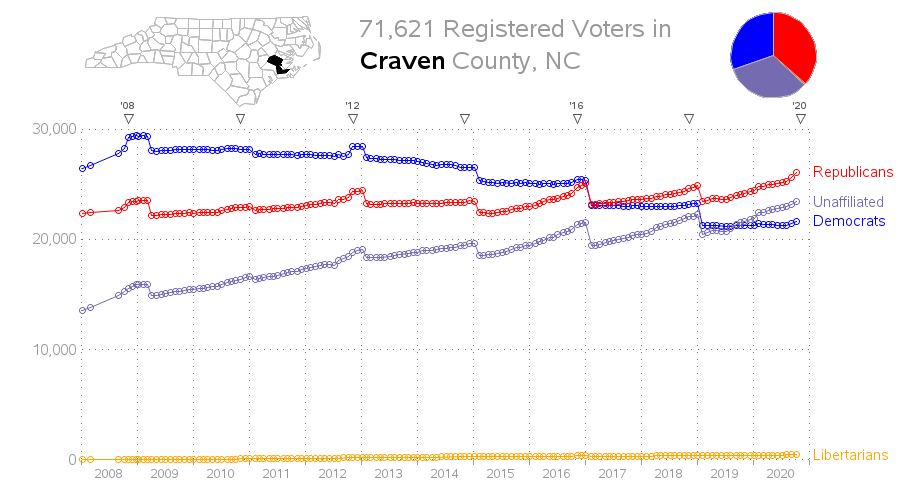 71,621 Registered Voters in
Craven County, NC
'08 '12 '16 '20
30,000
Republicans
Unaffiliated
Democrats
20,000
10,000
Libertarians
0
2008 2009 2010 2011 2012 2013 2014 2015 2016 2017 2018 2019 2020